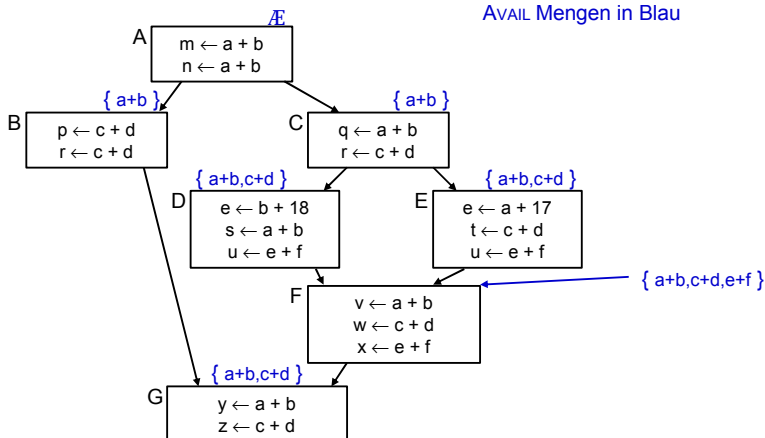 AVAIL Mengen in Blau
Æ
A
m ← a + b
n ← a + b
{ a+b }
{ a+b }
B
p ← c + d
r ← c + d
C
q ← a + b
r ← c + d
{ a+b,c+d }
{ a+b,c+d }
D
e ← b + 18
s ← a + b
u ← e + f
E
e ← a + 17
t ← c + d
u ← e + f
{ a+b,c+d,e+f }
F
v ← a + b
w ← c + d
x ← e + f
{ a+b,c+d }
G
y ← a + b
z ← c + d